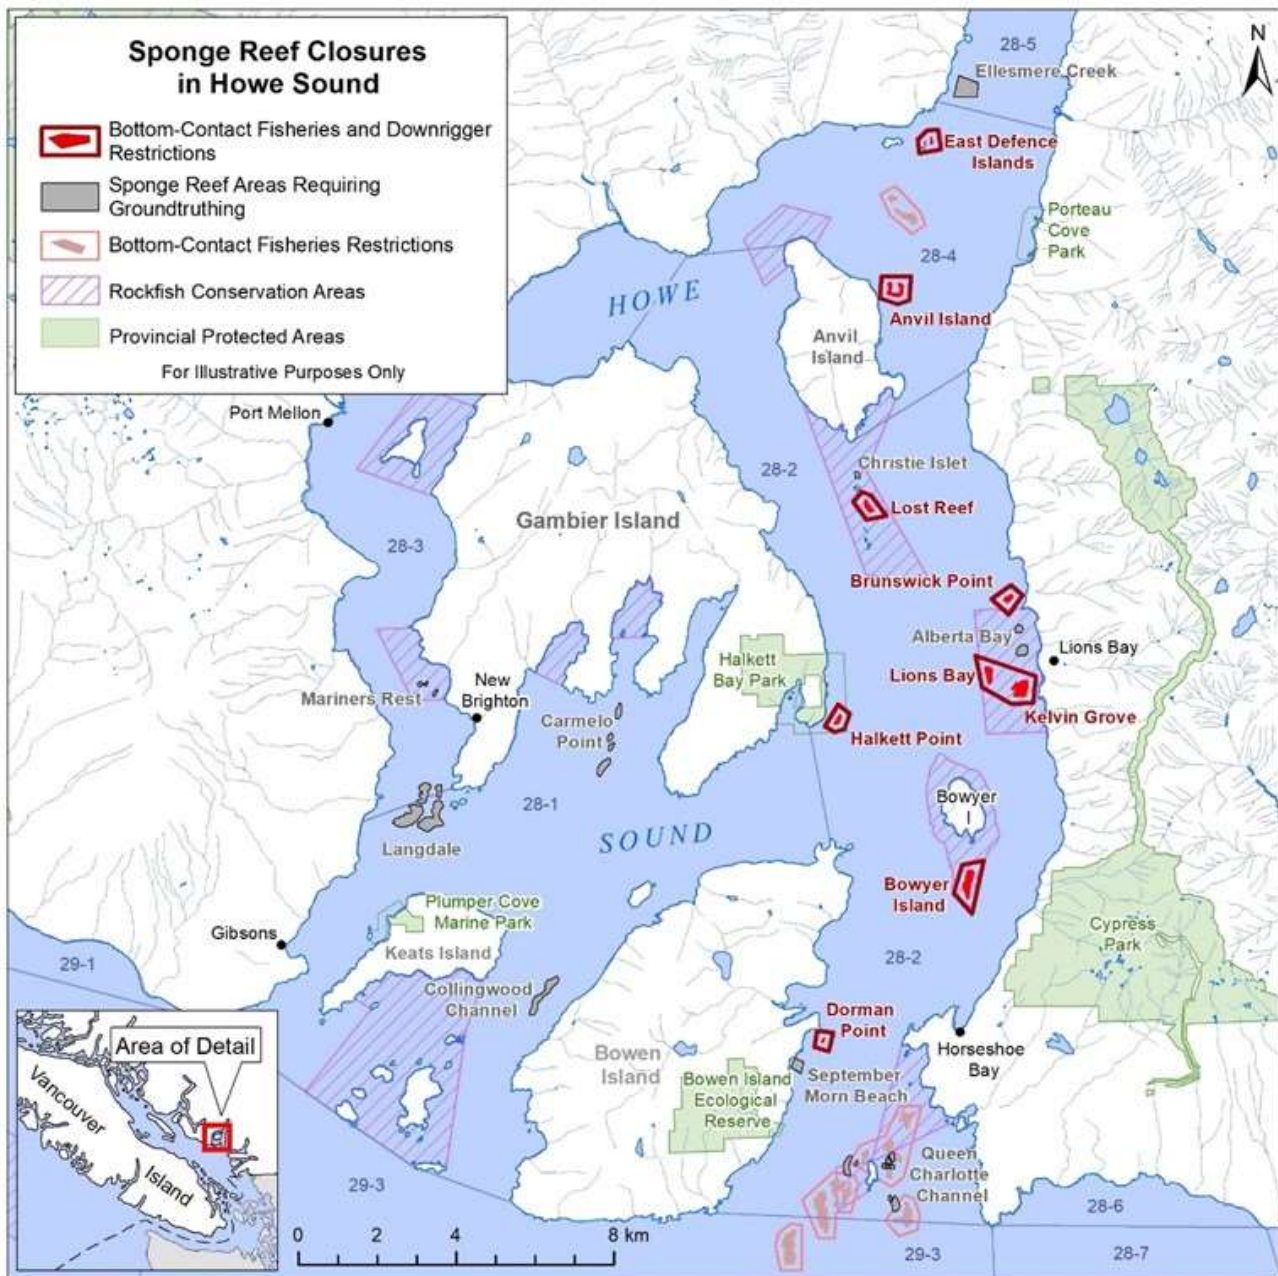 Sponge Reef Closures
in Howe Sound
Bottom-Contact Fisheries and Downrigger
Restrictions
Sponge Reef Areas Requiring
Groundtruthing
Bottom-Contact Fisheries Restrictions
Rockfish Conservation Areas
Provincial Protected Areas
For Illustrative Purposes Only
N
28-5
Ellesmere Creek
East Defence
Islands
Porteau
Cove
Park
28-4
HOWE
Anvil Island
Anvil
Island
Port Mellon
28-2
Christie Islet
Lost Reef
Gambier Island
28-3
Brunswick Point
Alberta Bay
Lions Bay
Halkett
Bay Park
Lions Bay
Mariners Rest
New
Brighton
Carmelo
Point
Kelvin Grove
Halkett Point
28-1
Bowyer
I
SOUND
Langdale
Bowyer
Island
Plumper Cove
Marine Park
Cypress
Park
Gibsons
Keats Island
29-1
28-2
Collingwood
Channel
Dorman
Point
Area of Detail
Horseshoe
Bay
Bowen
Island
Vancouver
Island
September
Morn Beach
Bowen Island
Ecological
Reserve
Queen
Charlotte
Channel
29-3
28-6
0 2 4 8 km
29-3
28-7